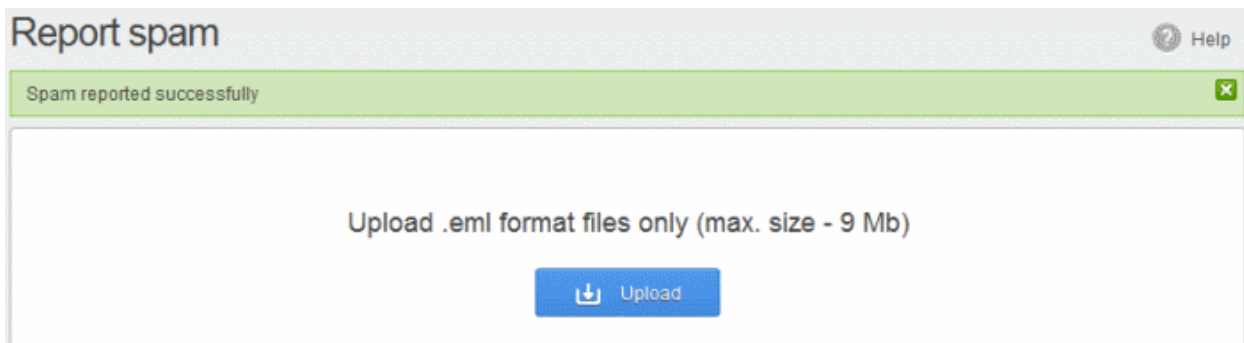 Report spam
Help
Spam reported successfully
Upload .eml format files only (max. size - 9 Mb)
Upload